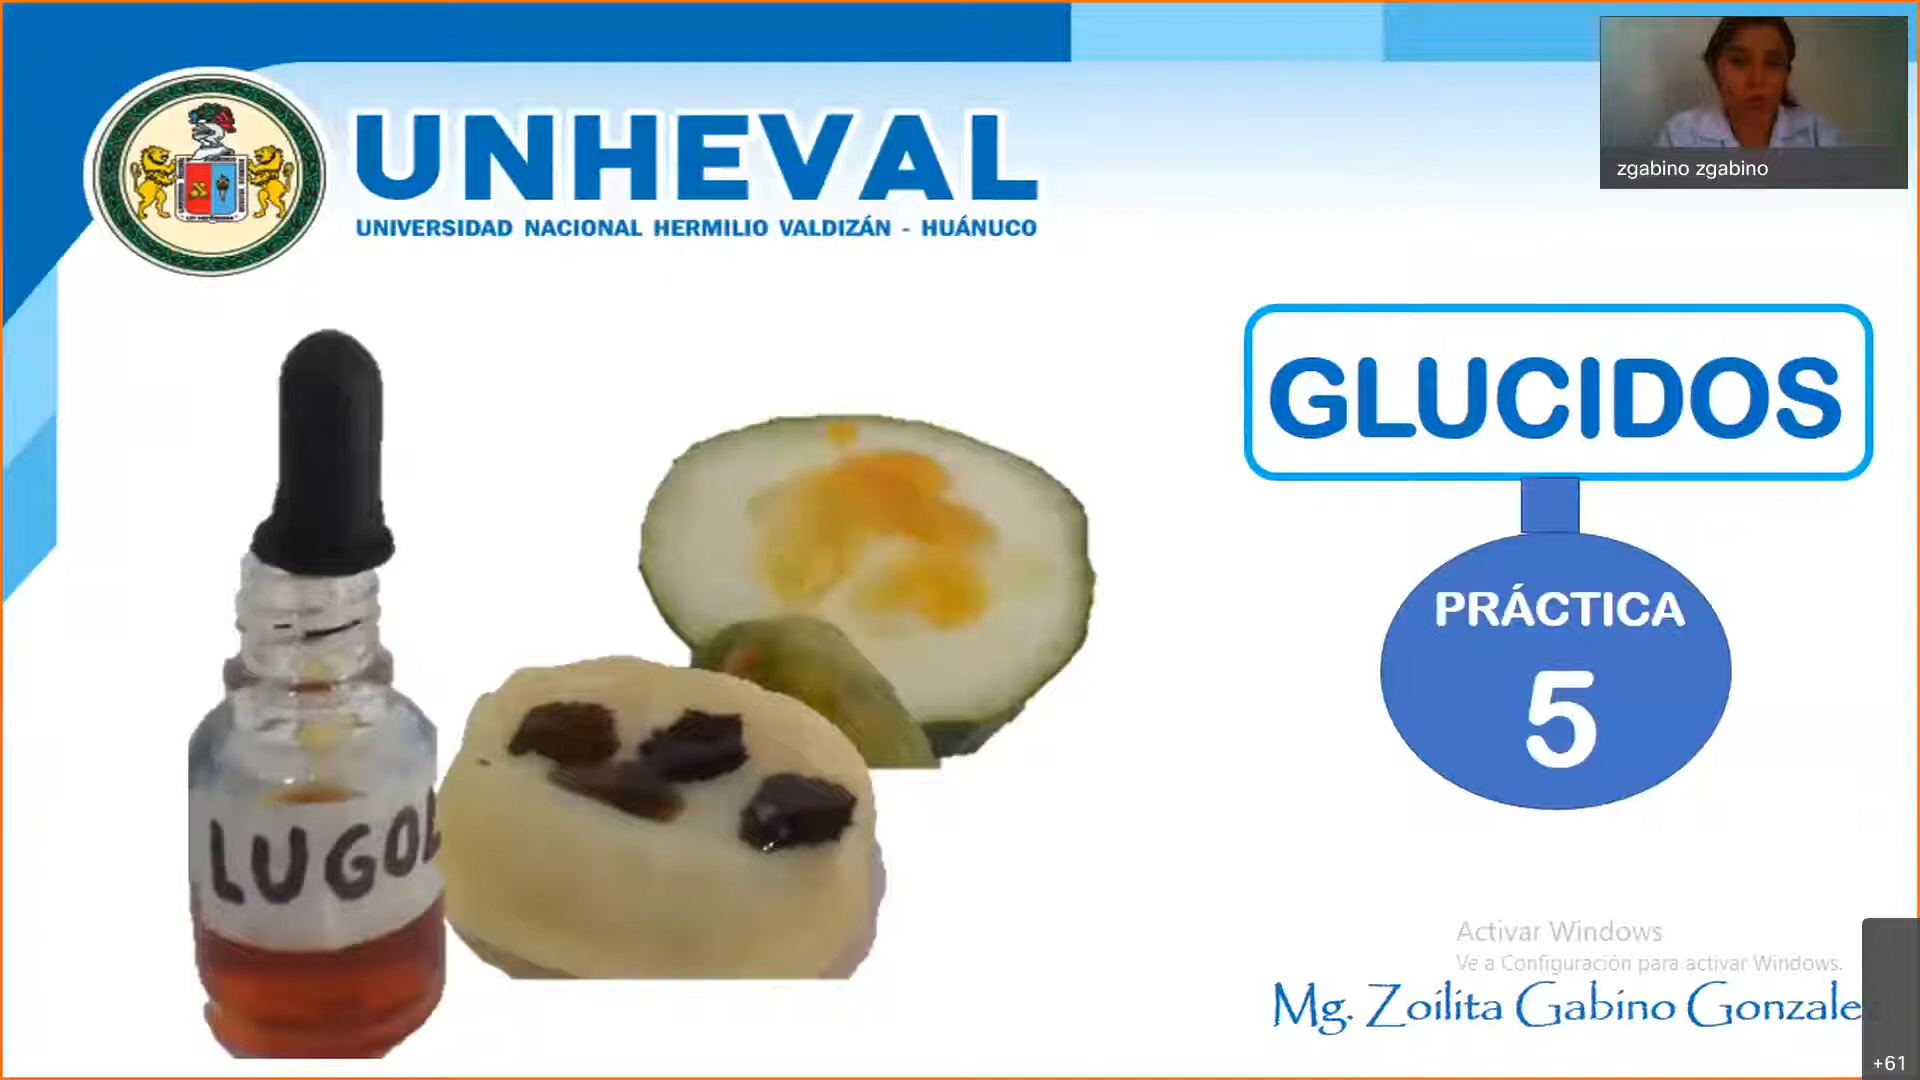 UNHEVAL
UNIVERSIDAD NACIONAL HERMILIO VALDIZÁN - HUÁNUCO
zgabino zgabino
GLUCIDOS
PRÁCTICA
5
LUGOL
Activar Windows
Ve a Configuración para activar Windows.
Mg. Zoilita Gabino Gonzalez
+61